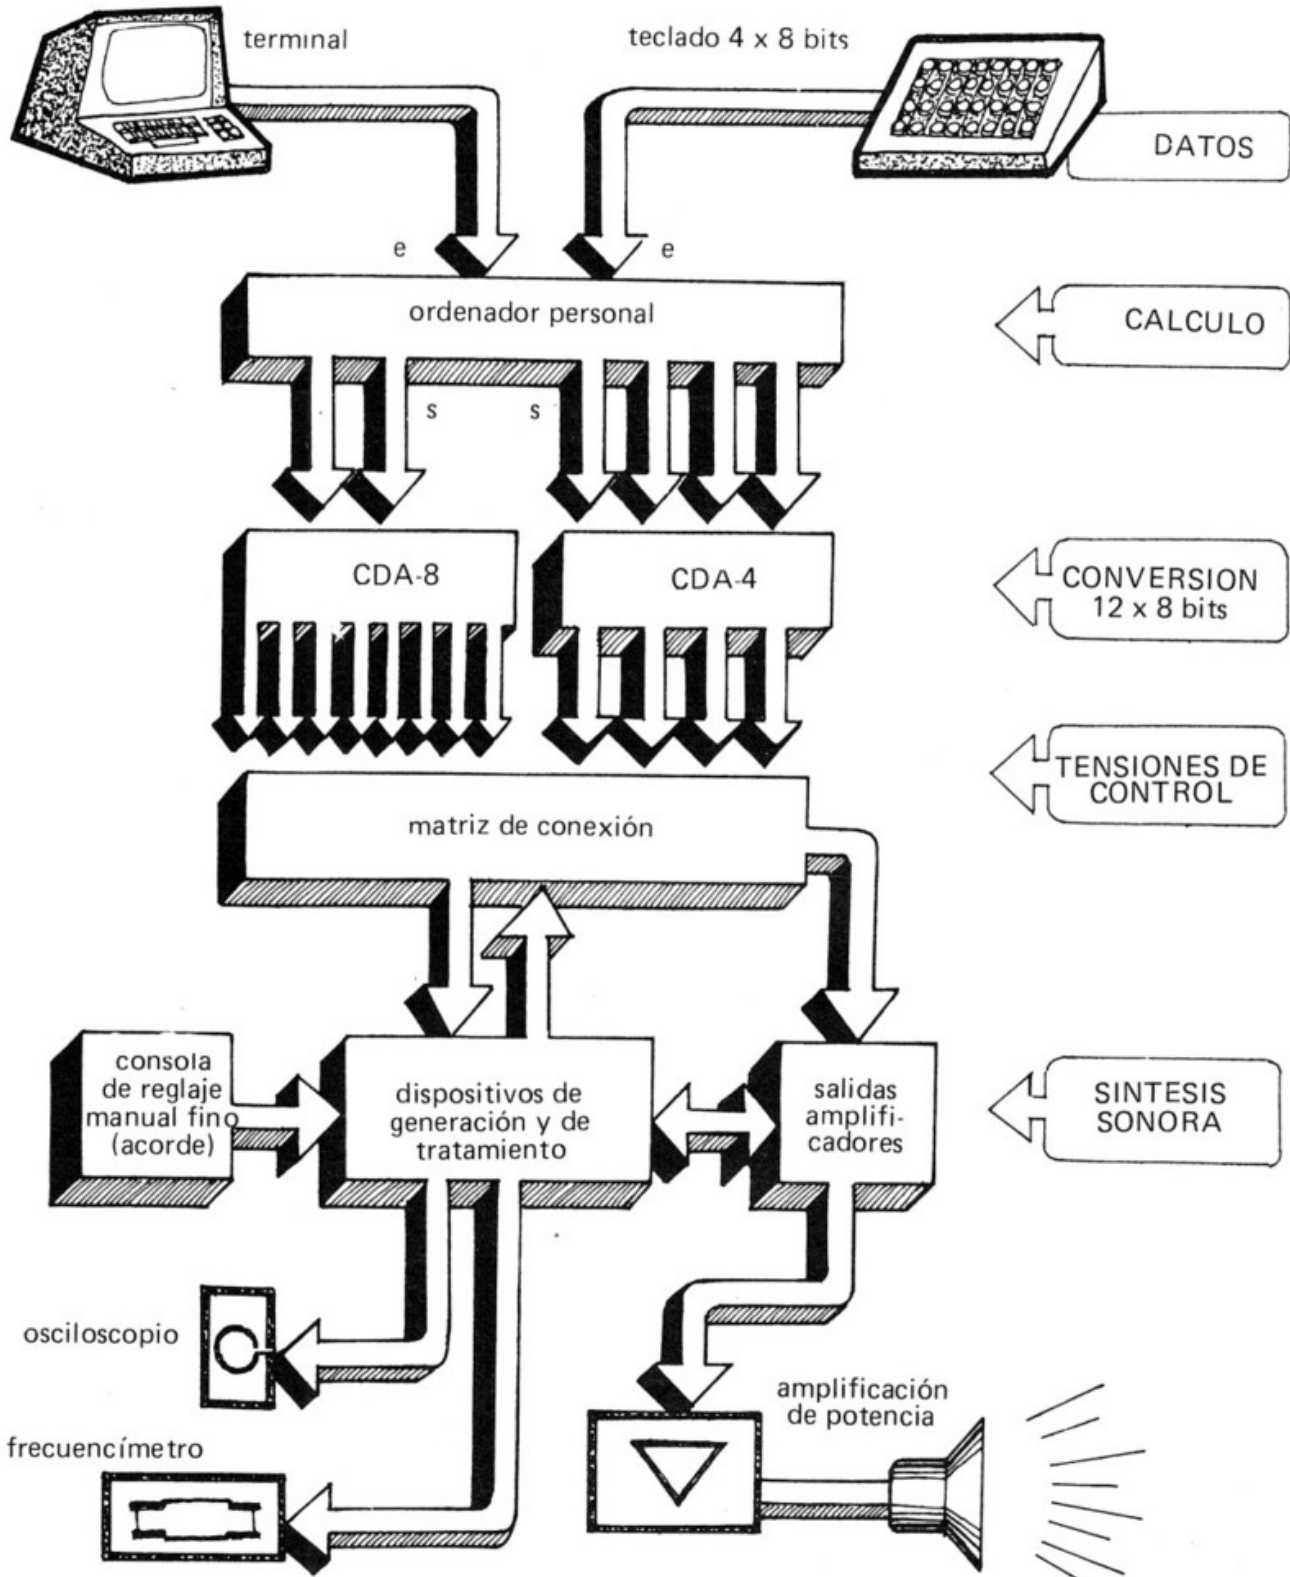 terminal
teclado 4 x 8 bits
DATOS
e
e
ordenador personal
CALCULO
s
s
CDA-8
CDA-4
CONVERSION
12 x 8 bits
TENSIONES DE
CONTROL
matriz de conexión
consola
de reglaje
manual fino
(acorde)
dispositivos de
generación y de
tratamiento
salidas
amplifi-
cadores
SINTESIS
SONORA
osciloscopio
amplificación
de potencia
frecuencímetro